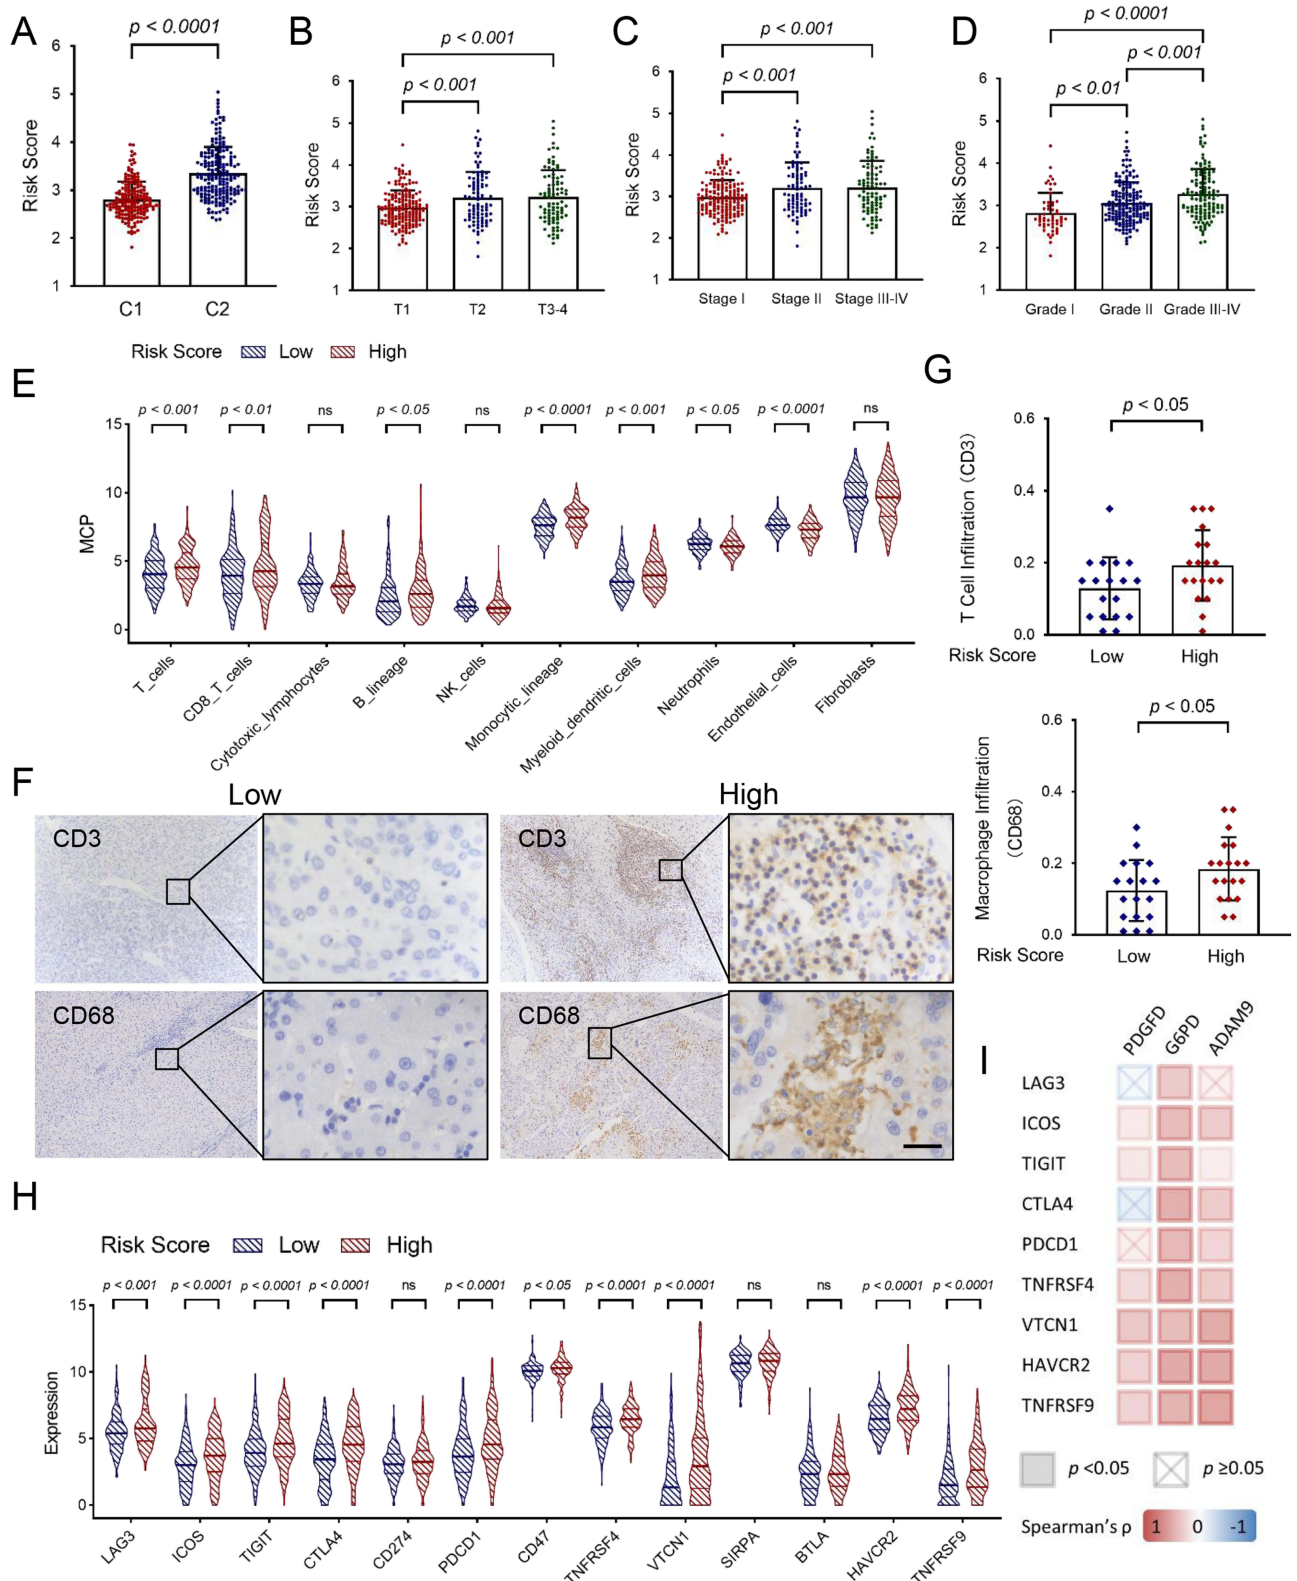 A
p < 0.0001
Risk Score
6
5
4
3
2
1
C1
C2
B
p < 0.001
p < 0.001
Risk Score
6
5
4
3
2
1
T1
T2
T3-4
C
p < 0.001
p < 0.001
Risk Score
6
5
4
3
2
1
Stage I
Stage II
Stage III-IV
D
p < 0.0001
p < 0.001
p < 0.01
Risk Score
6
5
4
3
2
1
Grade I
Grade II
Grade III-IV
Risk Score Low High
E
p < 0.001
p < 0.01
ns
p < 0.05
ns
p < 0.0001
p < 0.001
p < 0.05
p < 0.0001
ns
MCP
15
10
5
0
T_cells
CD8_T_cells
Cytotoxic_lymphocytes
B_lineage
NK_cells
Monocytic_lineage
Myeloid_dendritic_cells
Neutrophils
Endothelial_cells
Fibroblasts
G
p < 0.05
T Cell Infiltration (CD3)
0.6
0.4
0.2
0.0
Risk Score Low High
p < 0.05
Macrophage Infiltration
(CD68)
0.6
0.4
0.2
0.0
Risk Score Low High
F
Low
High
CD3
CD3
CD68
CD68
H
Risk Score Low High
p < 0.001
p < 0.0001
p < 0.0001
p < 0.0001
ns
p < 0.0001
p < 0.05
p < 0.0001
p < 0.0001
ns
ns
p < 0.0001
p < 0.0001
Expression
15
10
5
0
LAG3
ICOS
TIGIT
CTLA4
CD274
PDCD1
CD47
TNFRSF4
VTCN1
SIRPA
BTLA
HAVCR2
TNFRSF9
I
PDGFD
G6PD
ADAM9
LAG3
ICOS
TIGIT
CTLA4
PDCD1
TNFRSF4
VTCN1
HAVCR2
TNFRSF9
p <0.05
p ≥0.05
Spearman's ρ 1 0 -1